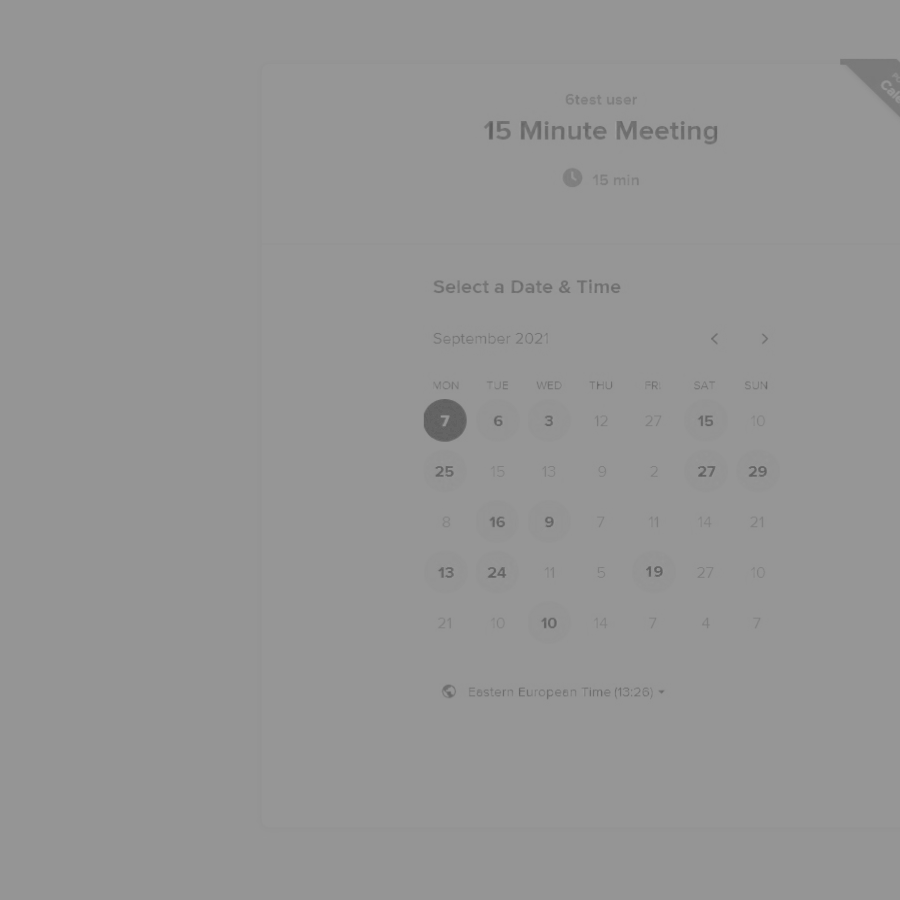 6test user
15 Minute Meeting
15 min
Select a Date & Time
September 2021
MON TUE WED THU FRI SAT SUN
7 6 3 12 27 15 10
25 15 13 9 2 27 29
8 16 9 7 11 14 21
13 24 11 5 19 27 10
21 10 10 14 7 4 7
Eastern European Time (13:26)